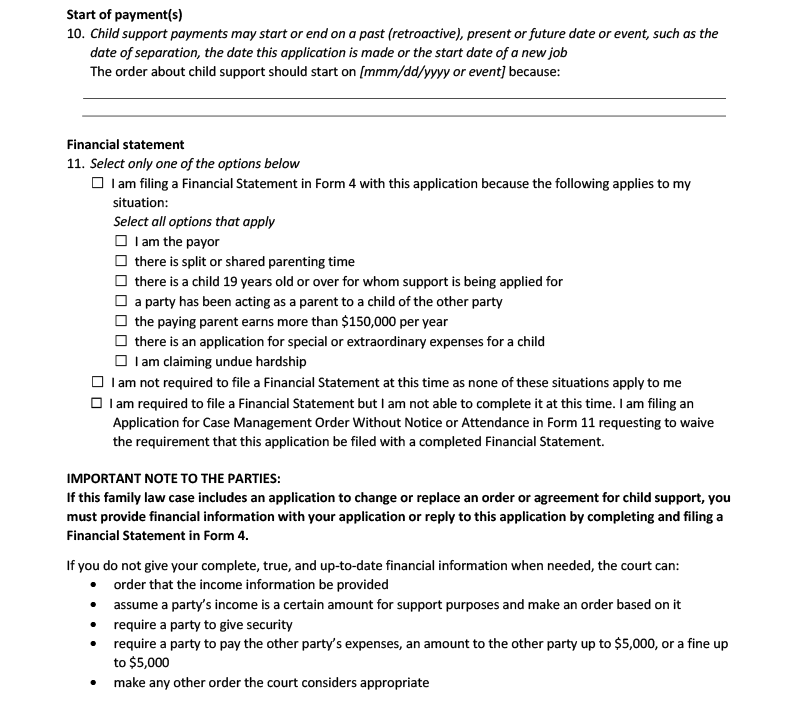 Start of payment(s)
10. Child support payments may start or end on a past (retroactive), present or future date or event, such as the
date of separation, the date this application is made or the start date of a new job
The order about child support should start on [mmm/dd/yyyy or event] because:
Financial statement
11. Select only one of the options below
☐ I am filing a Financial Statement in Form 4 with this application because the following applies to my
situation:
Select all options that apply
☐ I am the payor
☐ there is split or shared parenting time
☐ there is a child 19 years old or over for whom support is being applied for
☐ a party has been acting as a parent to a child of the other party
☐ the paying parent earns more than $150,000 per year
☐ there is an application for special or extraordinary expenses for a child
☐ I am claiming undue hardship
☐ I am not required to file a Financial Statement at this time as none of these situations apply to me
☐ I am required to file a Financial Statement but I am not able to complete it at this time. I am filing an
Application for Case Management Order Without Notice or Attendance in Form 11 requesting to waive
the requirement that this application be filed with a completed Financial Statement.
IMPORTANT NOTE TO THE PARTIES:
If this family law case includes an application to change or replace an order or agreement for child support, you
must provide financial information with your application or reply to this application by completing and filing a
Financial Statement in Form 4.
If you do not give your complete, true, and up-to-date financial information when needed, the court can:
• order that the income information be provided
• assume a party's income is a certain amount for support purposes and make an order based on it
• require a party to give security
• require a party to pay the other party's expenses, an amount to the other party up to $5,000, or a fine up
to $5,000
• make any other order the court considers appropriate